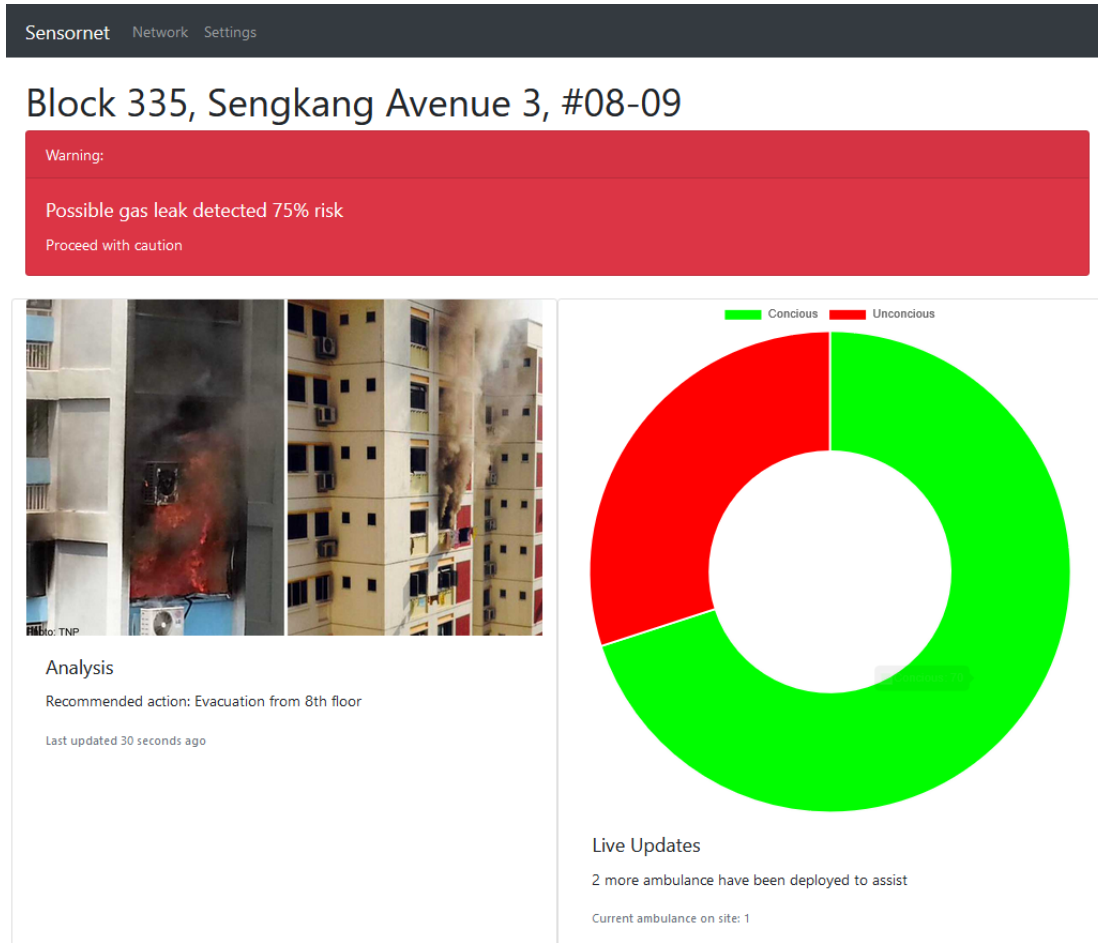 Sensornet Network Settings
Block 335, Sengkang Avenue 3, #08-09
Warning:
Possible gas leak detected 75% risk
Proceed with caution
Photo: TNP
Analysis
Recommended action: Evacuation from 8th floor
Last updated 30 seconds ago
Concious Unconcious
Live Updates
2 more ambulance have been deployed to assist
Current ambulance on site: 1